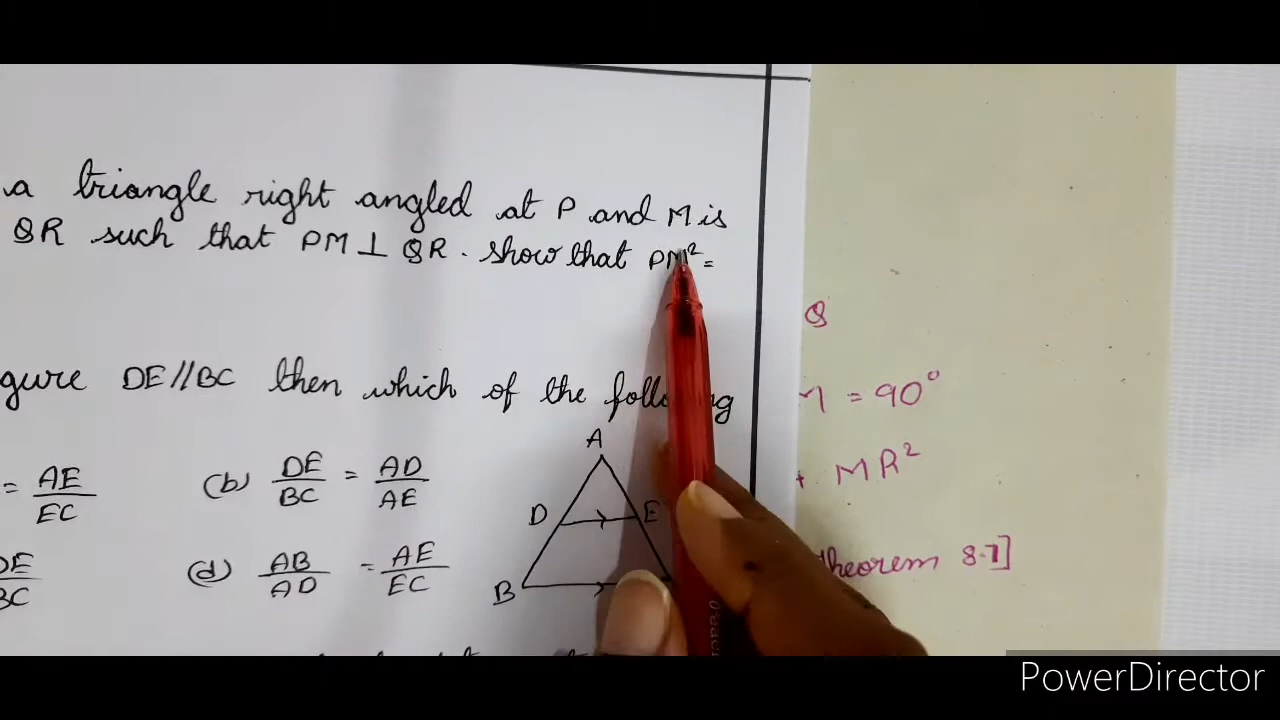 a triangle right angled at P and M is
QR such that PM ⊥ QR. show that PM² =
gure DE//BC then which of the
= AE/EC (b) DE/BC = AD/AE
DE/BC (d) AB/AD = AE/EC
A
D E
B
Q
M = 90°
+ MR²
theorem 8.7]
PowerDirector